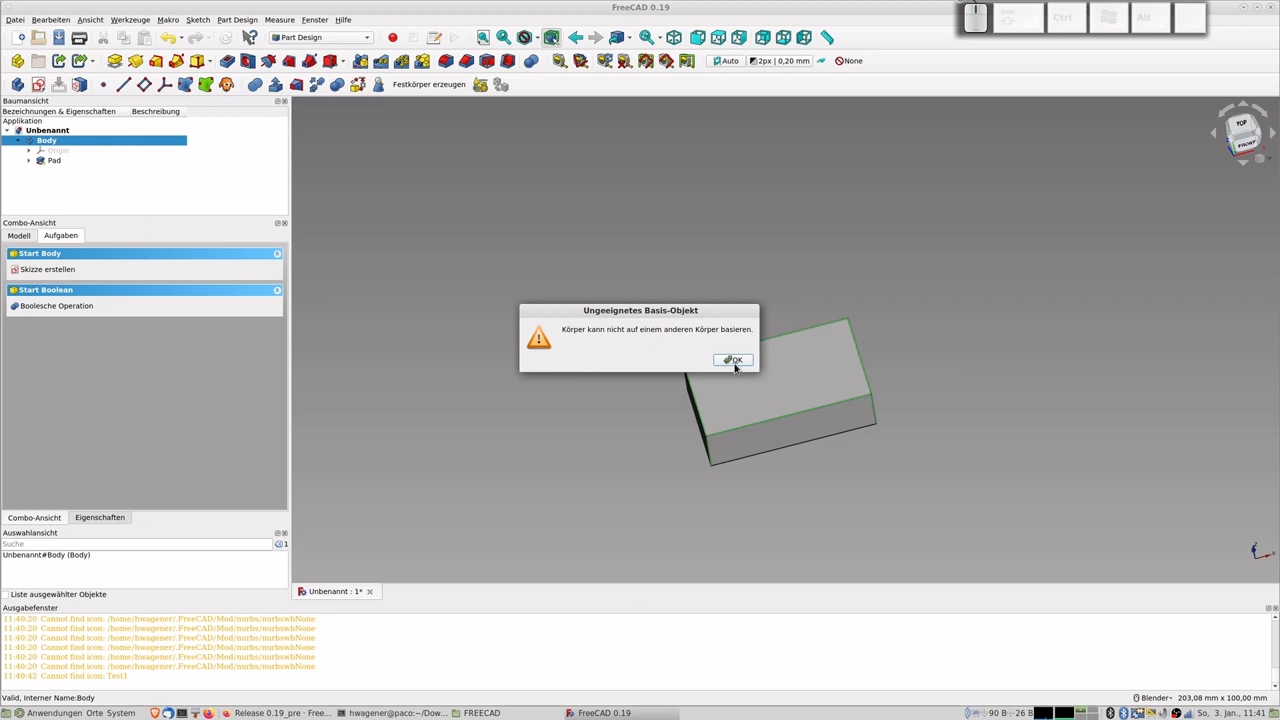 FreeCAD 0.19
Datei Bearbeiten Ansicht Werkzeuge Makro Sketch Part Design Measure Fenster Hilfe
Ctrl
Alt
Part Design
Auto
2px | 0,20 mm
None
Festkörper erzeugen
Baumansicht
Bezeichnungen & Eigenschaften Beschreibung
Applikation
Unbenannt
Body
Origin
Pad
TOP
FRONT
Combo-Ansicht
Modell Aufgaben
Start Body
Skizze erstellen
Start Boolean
Boolesche Operation
Ungeeignetes Basis-Objekt
Körper kann nicht auf einem anderen Körper basieren.
OK
Combo-Ansicht Eigenschaften
Auswahlansicht
Suche
1
Unbenannt#Body (Body)
Liste ausgewählter Objekte
Unbenannt : 1*
Ausgabefenster
11:40:20 Cannot find icon: /home/hwagener/.FreeCAD/Mod/nurbs/nurbswbNone
11:40:20 Cannot find icon: /home/hwagener/.FreeCAD/Mod/nurbs/nurbswbNone
11:40:20 Cannot find icon: /home/hwagener/.FreeCAD/Mod/nurbs/nurbswbNone
11:40:20 Cannot find icon: /home/hwagener/.FreeCAD/Mod/nurbs/nurbswbNone
11:40:20 Cannot find icon: /home/hwagener/.FreeCAD/Mod/nurbs/nurbswbNone
11:40:20 Cannot find icon: /home/hwagener/.FreeCAD/Mod/nurbs/nurbswbNone
11:40:42 Cannot find icon: Test1
Valid, Interner Name:Body
Blender
203,08 mm x 100,00 mm
Anwendungen Orte System
Release 0.19_pre · Free...
hwagener@paco:~/Dow...
FREECAD
FreeCAD 0.19
90 B
26 B
So, 3. Jan., 11:41